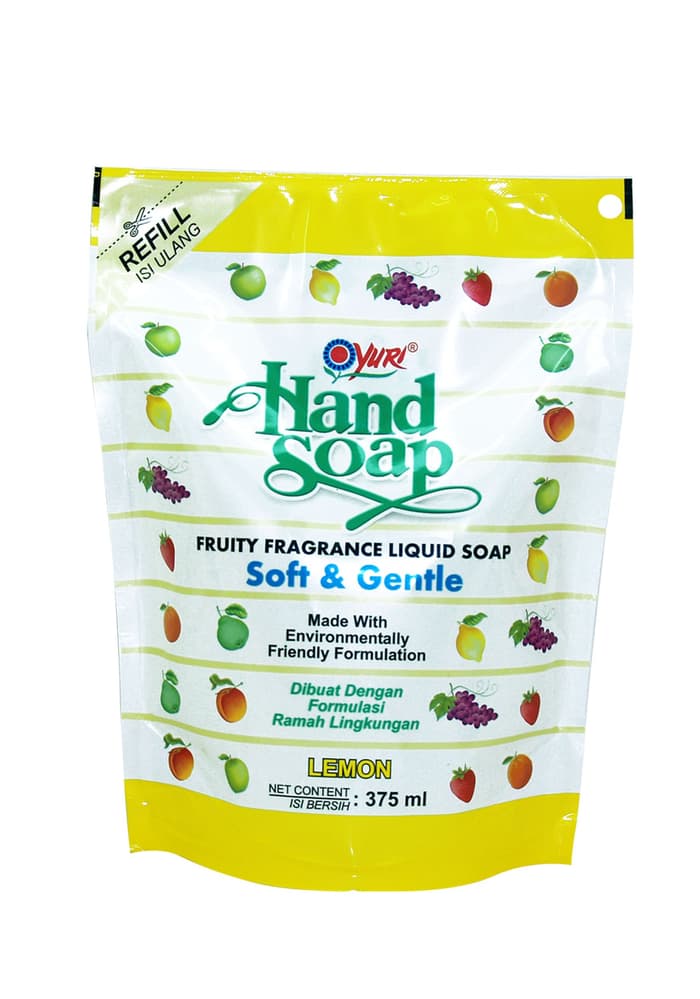 REFILL
ISI ULANG
YURI®
Hand
Soap
FRUITY FRAGRANCE LIQUID SOAP
Soft & Gentle
Made With
Environmentally
Friendly Formulation
Dibuat Dengan
Formulasi
Ramah Lingkungan
LEMON
NET CONTENT
ISI BERSIH : 375 ml